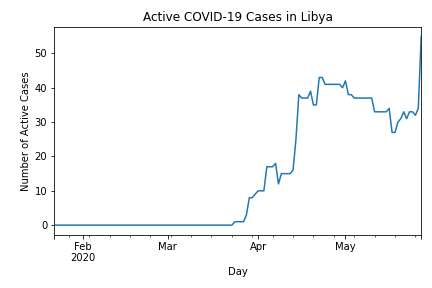 Active COVID-19 Cases in Libya
Number of Active Cases
50
40
30
20
10
0
Feb
2020
Mar
Apr
May
Day